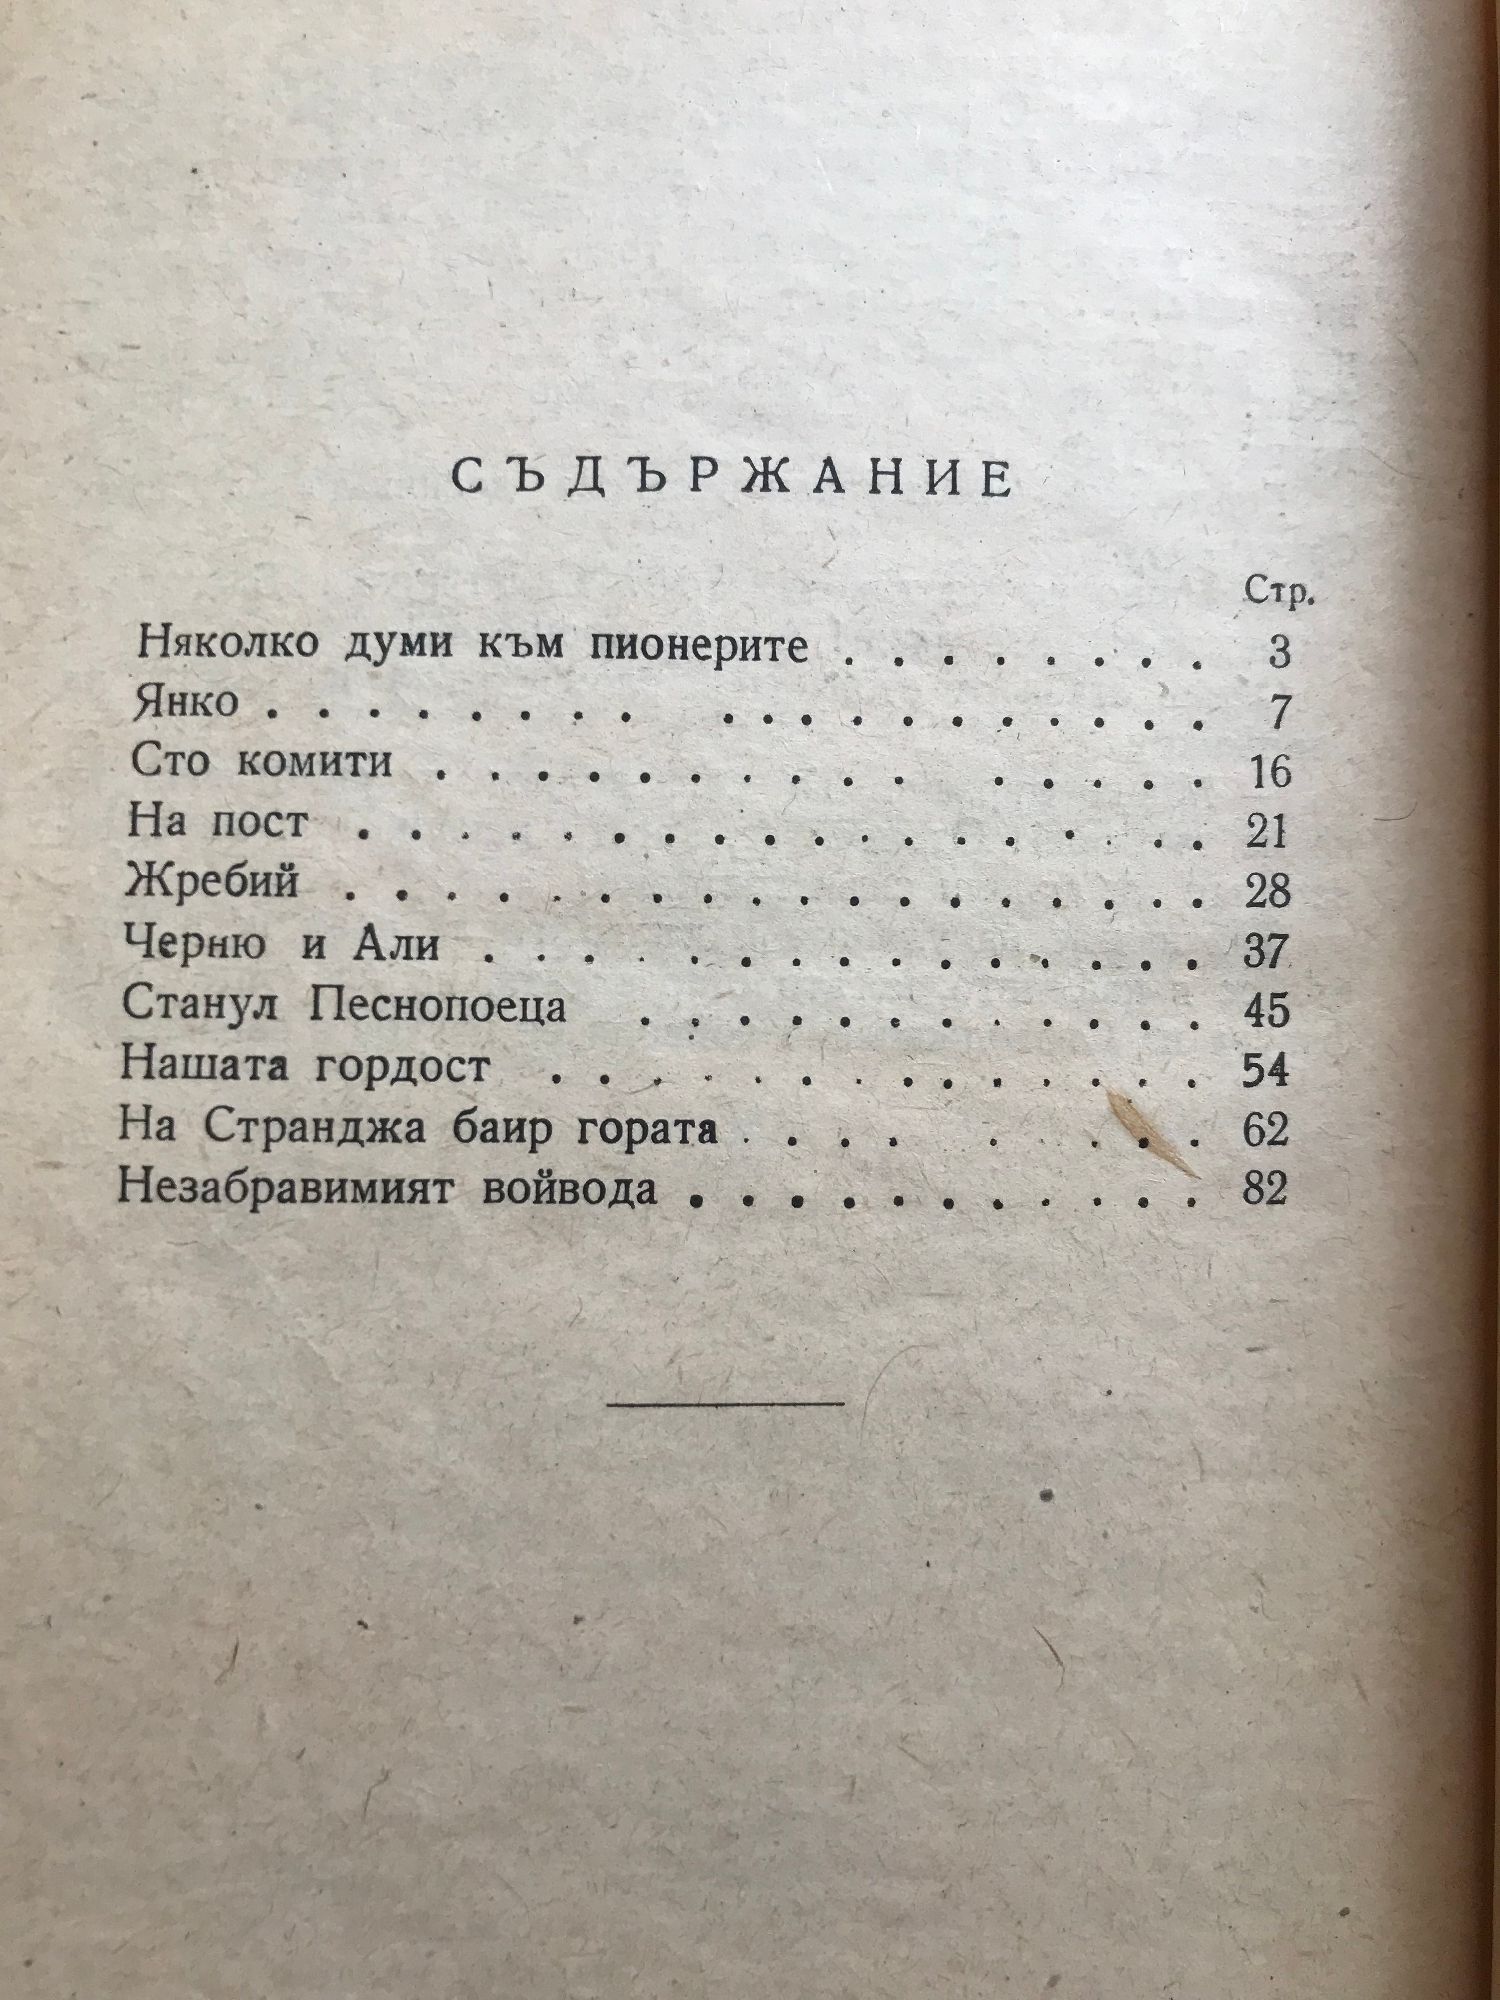 СЪДЪРЖАНИЕ
Стр.
Няколко думи към пионерите . . . . . . . . 3
Янко . . . . . . . . . . . . . . . . . . 7
Сто комити . . . . . . . . . . . . . . . 16
На пост . . . . . . . . . . . . . . . . . 21
Жребий . . . . . . . . . . . . . . . . . . 28
Черню и Али . . . . . . . . . . . . . . . 37
Станул Песнопоеца . . . . . . . . . . . . 45
Нашата гордост . . . . . . . . . . . . . . 54
На Странджа баир гората . . . . . . . . . 62
Незабравимият войвода . . . . . . . . . . . 82